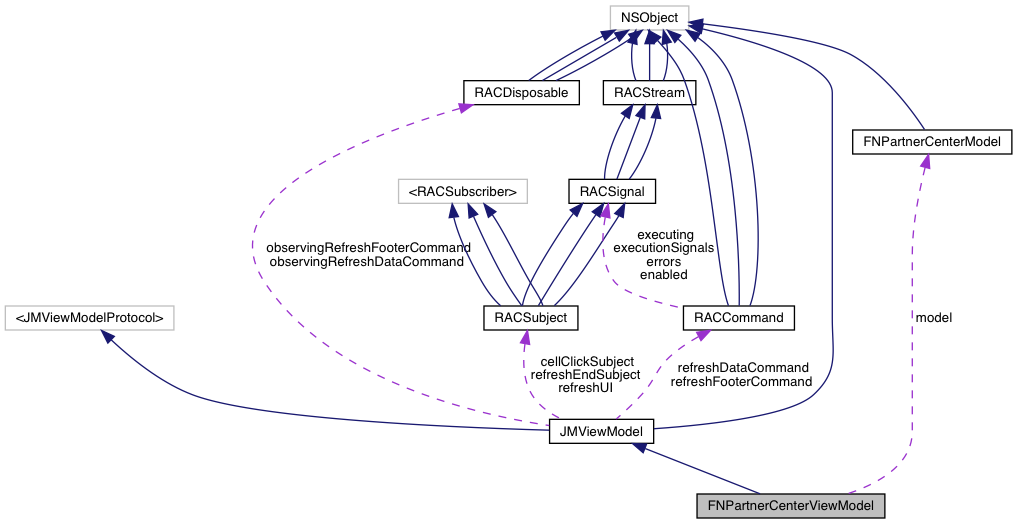 NSObject
RACDisposable
RACStream
FNPartnerCenterModel
<RACSubscriber>
RACSignal
observingRefreshFooterCommand
observingRefreshDataCommand
executing
executionSignals
errors
enabled
<JMViewModelProtocol>
RACSubject
RACCommand
model
cellClickSubject
refreshEndSubject
refreshUI
refreshDataCommand
refreshFooterCommand
JMViewModel
FNPartnerCenterViewModel